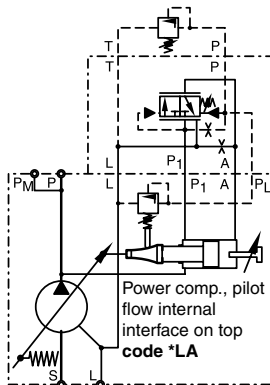 T P
T P
P1
L A
PM P L P1 A PL
Power comp., pilot
flow internal
interface on top
code *LA
S L